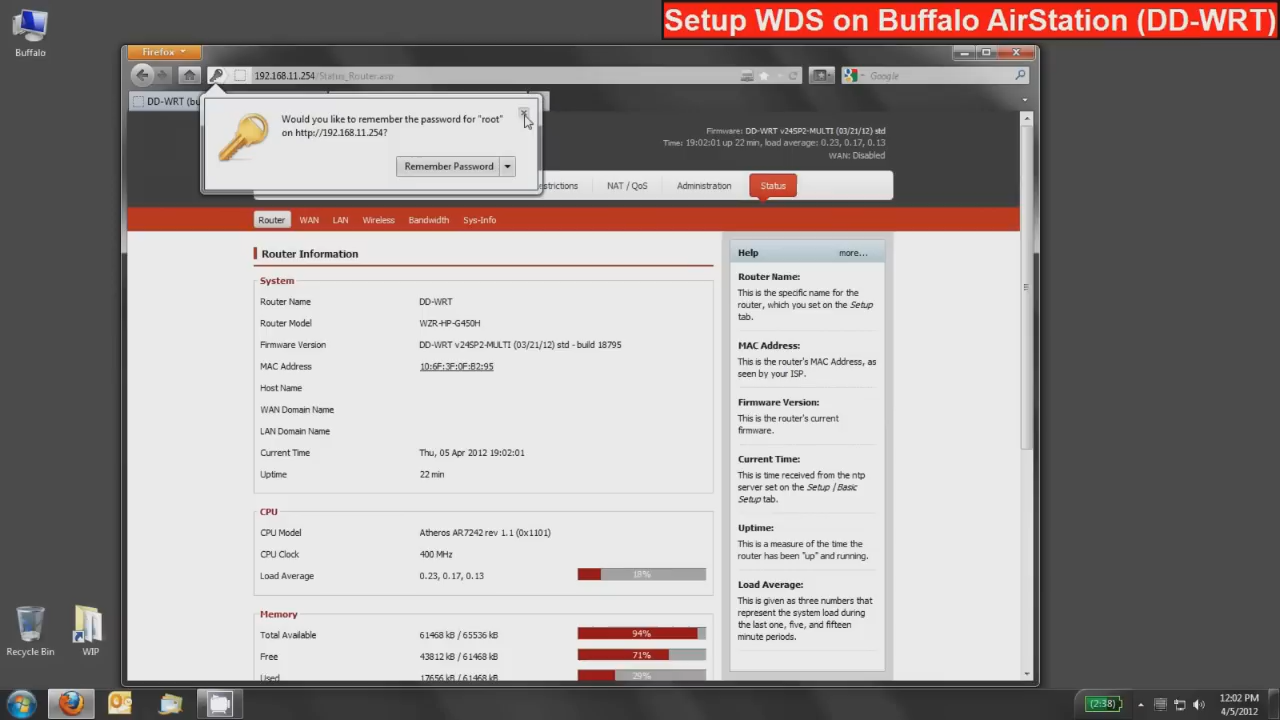 Setup WDS on Buffalo AirStation (DD-WRT)
Buffalo
Firefox
192.168.11.254/Status_Router.asp
Google
DD-WRT (bu
Would you like to remember the password for "root"
on http://192.168.11.254?
Remember Password
Firmware: DD-WRT v24SP2-MULTI (03/21/12) std
Time: 19:02:01 up 22 min, load average: 0.23, 0.17, 0.13
WAN: Disabled
estrictions
NAT / QoS
Administration
Status
Router
WAN
LAN
Wireless
Bandwidth
Sys-Info
Router Information
System
Router Name DD-WRT
Router Model WZR-HP-G450H
Firmware Version DD-WRT v24SP2-MULTI (03/21/12) std - build 18795
MAC Address 10:6F:3F:0F:B2:95
Host Name
WAN Domain Name
LAN Domain Name
Current Time Thu, 05 Apr 2012 19:02:01
Uptime 22 min
CPU
CPU Model Atheros AR7242 rev 1.1 (0x1101)
CPU Clock 400 MHz
Load Average 0.23, 0.17, 0.13 18%
Memory
Total Available 61468 kB / 65536 kB 94%
Free 43812 kB / 61468 kB 71%
Used 17656 kB / 61468 kB 29%
Help more...
Router Name:
This is the specific name for the
router, which you set on the Setup
tab.
MAC Address:
This is the router's MAC Address, as
seen by your ISP.
Firmware Version:
This is the router's current
firmware.
Current Time:
This is time received from the ntp
server set on the Setup / Basic
Setup tab.
Uptime:
This is a measure of the time the
router has been "up" and running.
Load Average:
This is given as three numbers that
represent the system load during
the last one, five, and fifteen
minute periods.
Recycle Bin
WIP
(2:38)
12:02 PM
4/5/2012